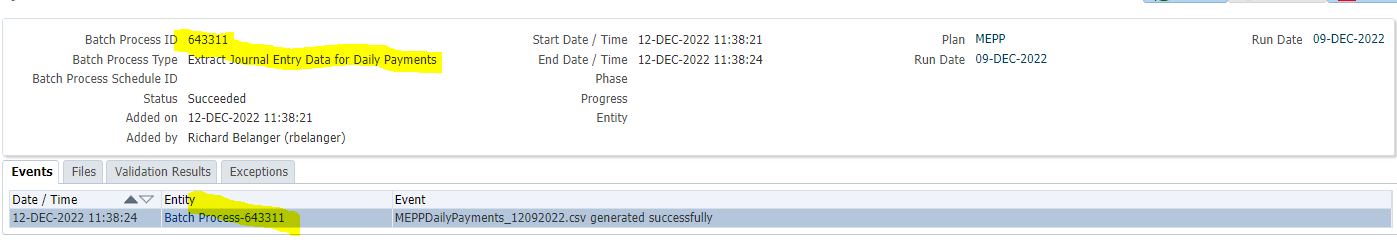 Batch Process ID 643311 Start Date / Time 12-DEC-2022 11:38:21 Plan MEPP Run Date 09-DEC-2022
Batch Process Type Extract Journal Entry Data for Daily Payments End Date / Time 12-DEC-2022 11:38:24 Run Date 09-DEC-2022
Batch Process Schedule ID Phase
Status Succeeded Progress
Added on 12-DEC-2022 11:38:21 Entity
Added by Richard Belanger (rbelanger)
Events Files Validation Results Exceptions
Date / Time Entity Event
12-DEC-2022 11:38:24 Batch Process-643311 MEPPDailyPayments_12092022.csv generated successfully